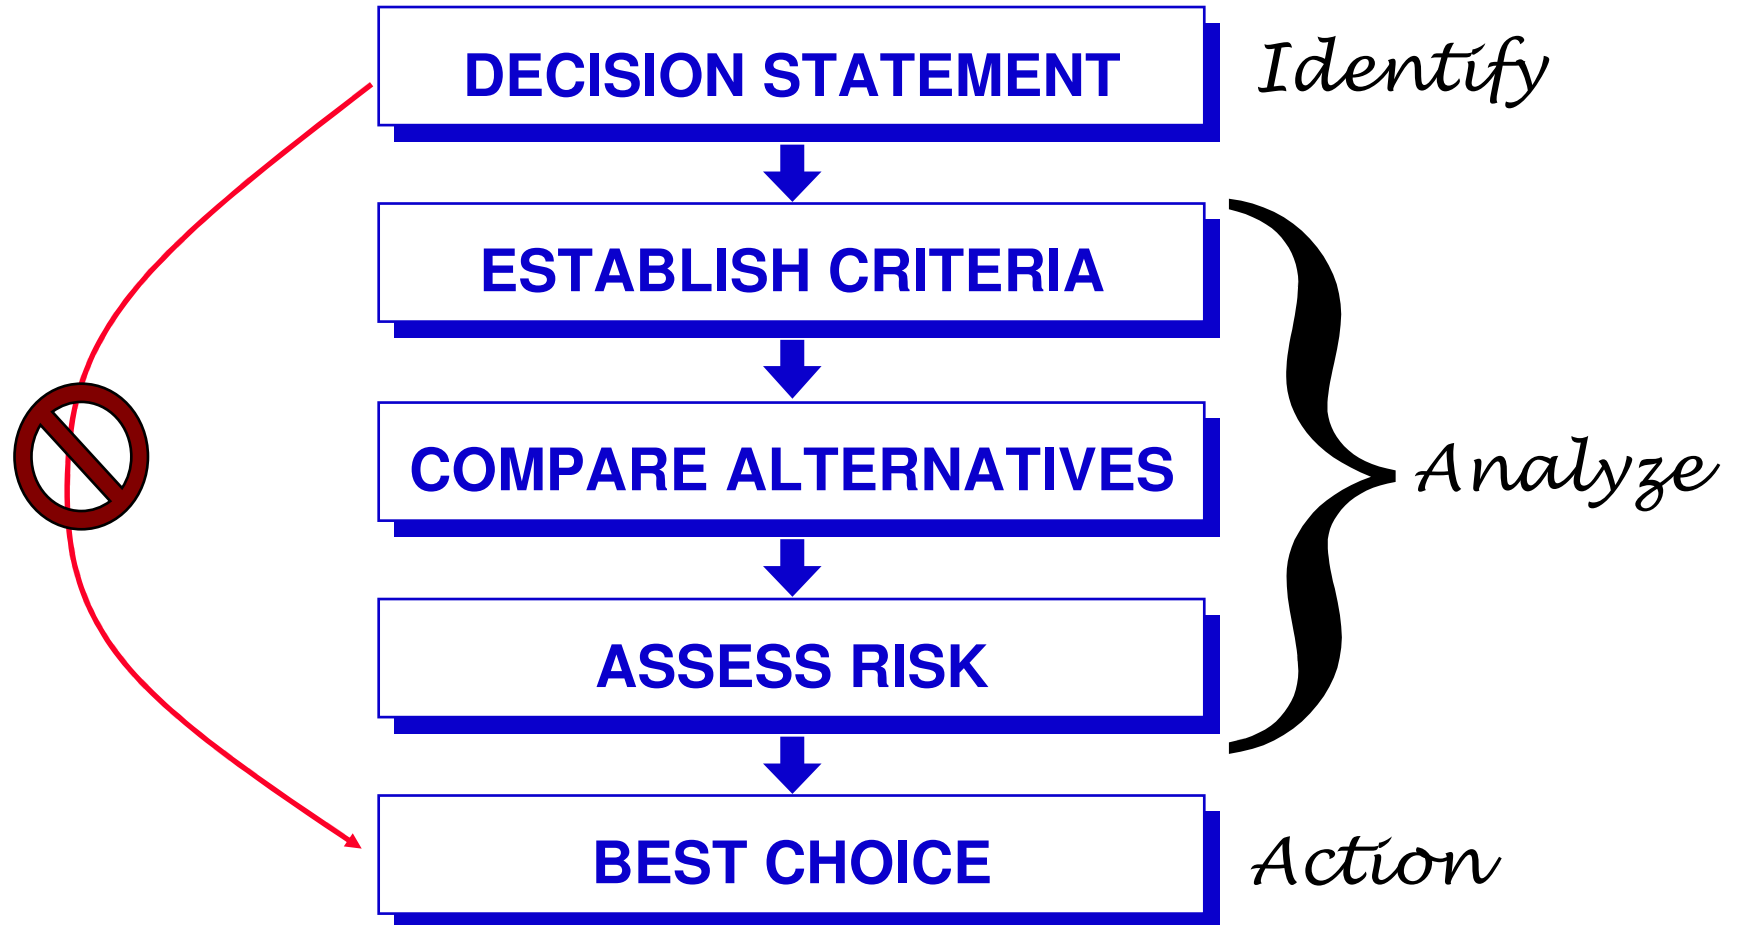 DECISION STATEMENT
Identify
ESTABLISH CRITERIA
COMPARE ALTERNATIVES
Analyze
ASSESS RISK
BEST CHOICE
Action